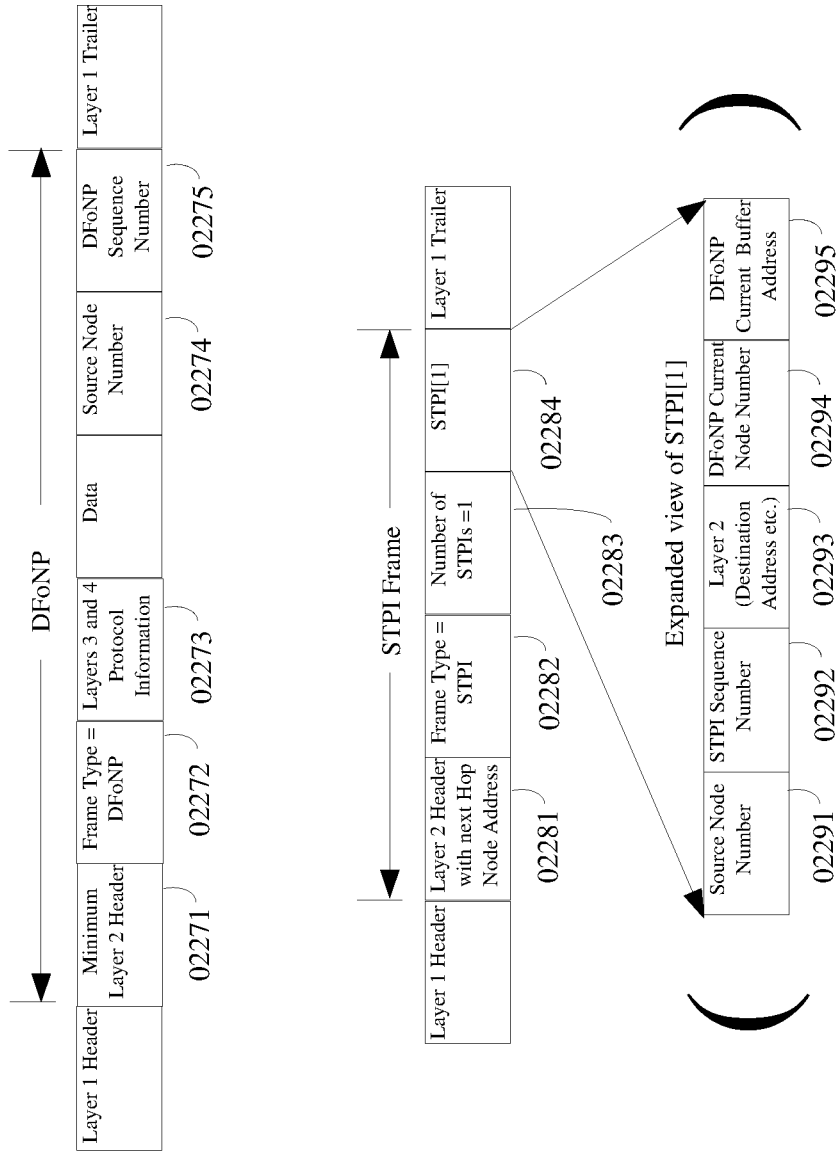 DFoNP
Layer 1 Header
Minimum
Layer 2 Header
Frame Type =
DFoNP
Layers 3 and 4
Protocol
Information
Data
Source Node
Number
DFoNP
Sequence
Number
Layer 1 Trailer
02271
02272
02273
02274
02275
STPI Frame
Layer 1 Header
Layer 2 Header
with next Hop
Node Address
Frame Type =
STPI
Number of
STPIs =1
STPI[1]
Layer 1 Trailer
02281
02282
02283
02284
Expanded view of STPI[1]
(
Source Node
Number
STPI Sequence
Number
Layer 2
(Destination
Address etc.)
DFoNP Current
Node Number
DFoNP
Current Buffer
Address
)
02291
02292
02293
02294
02295